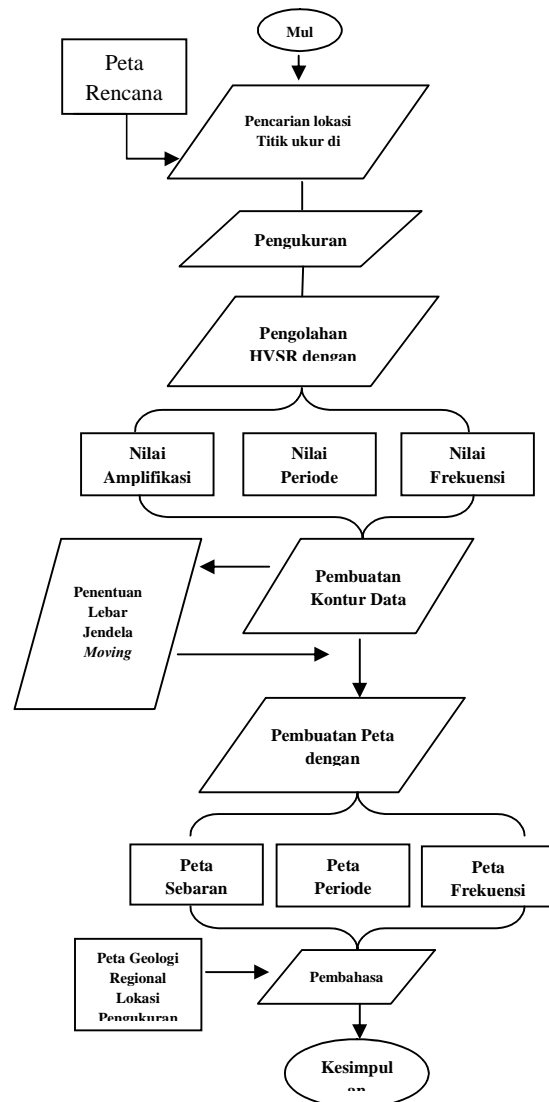 Mul
Peta
Rencana
Pencarian lokasi
Titik ukur di
Pengukuran
Pengolahan
HVSR dengan
Nilai
Amplifikasi
Nilai
Periode
Nilai
Frekuensi
Pembuatan
Kontur Data
Penentuan
Lebar
Jendela
Moving
Pembuatan Peta
dengan
Peta
Sebaran
Peta
Periode
Peta
Frekuensi
Peta Geologi
Regional
Lokasi
Pengukuran
Pembahasa
Kesimpul
an